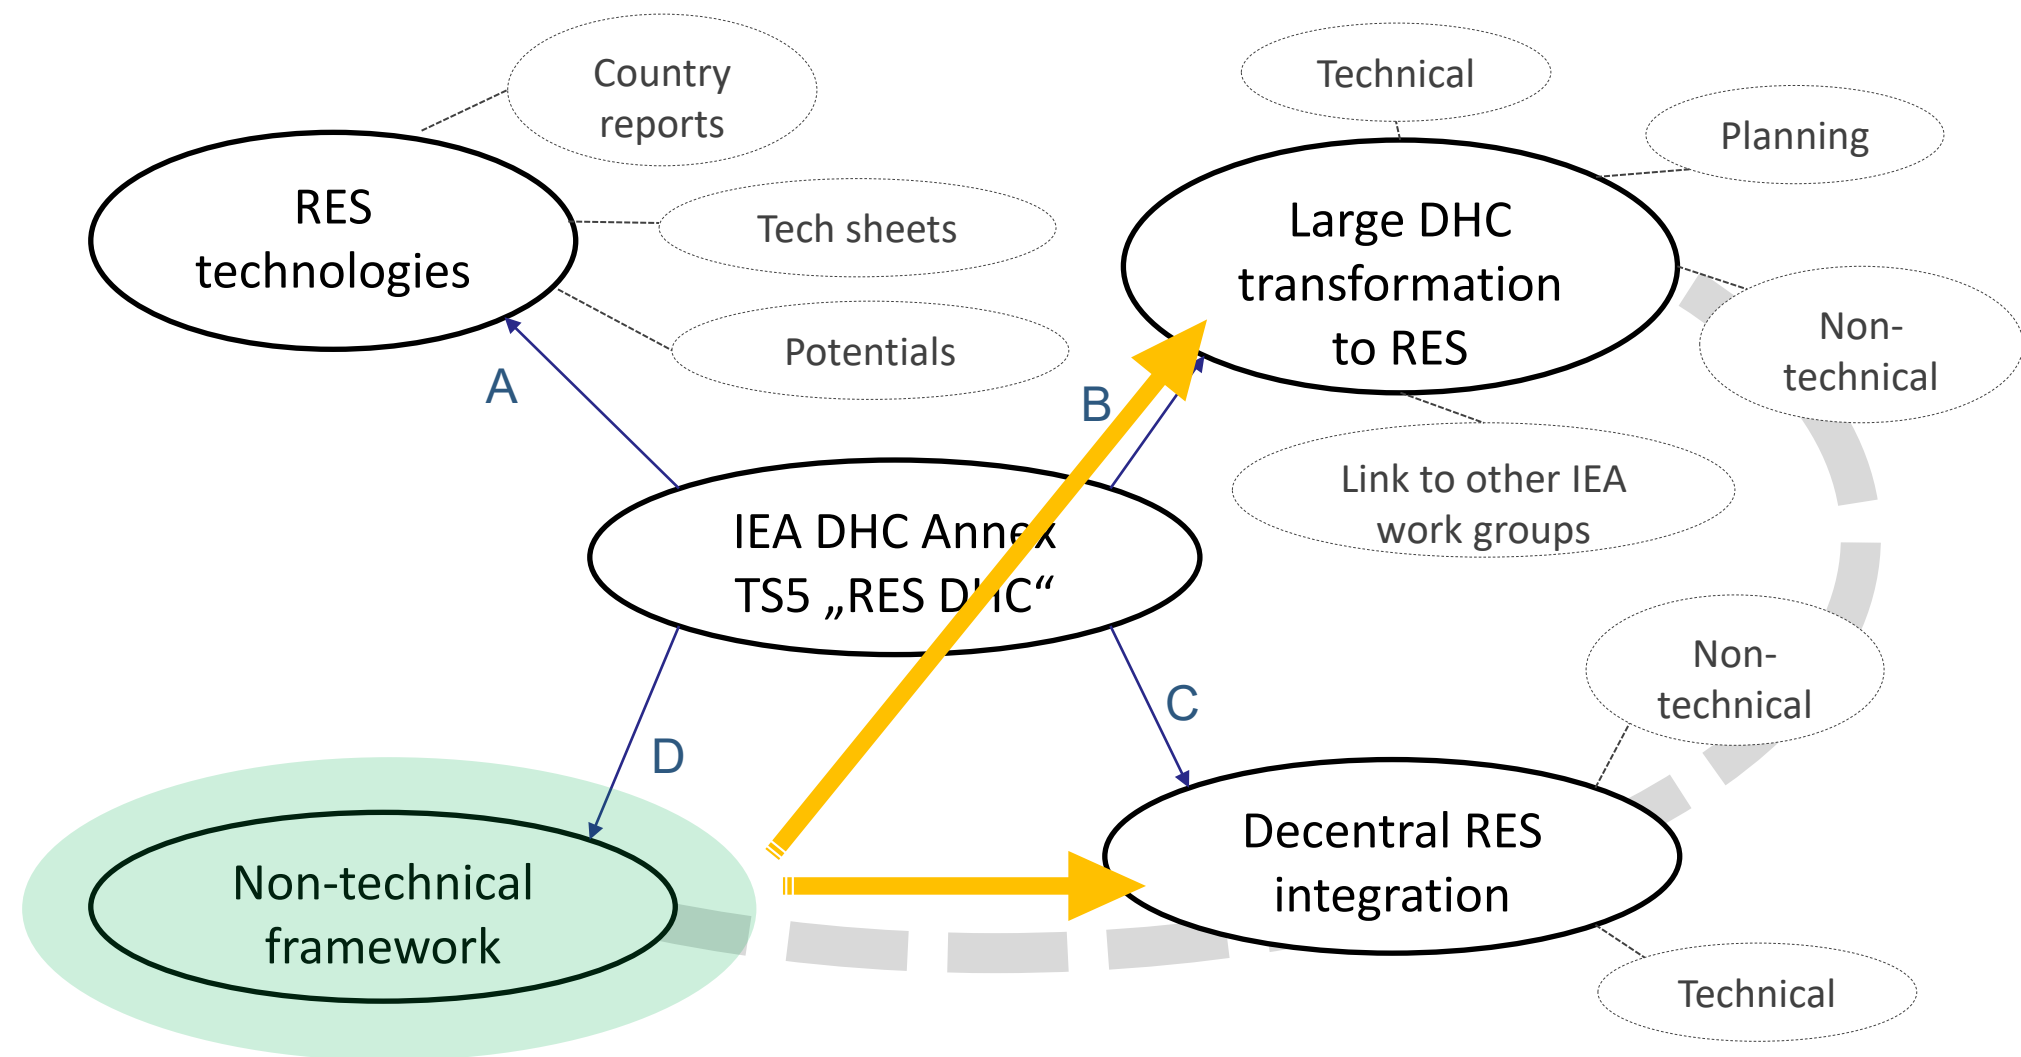 Country
reports
Technical
Planning
RES
technologies
Tech sheets
Large DHC
transformation
to RES
Potentials
Non-
technical
A
B
Link to other IEA
work groups
IEA DHC Annex
TS5 „RES DHC“
Non-
technical
C
D
Decentral RES
integration
Non-technical
framework
Technical